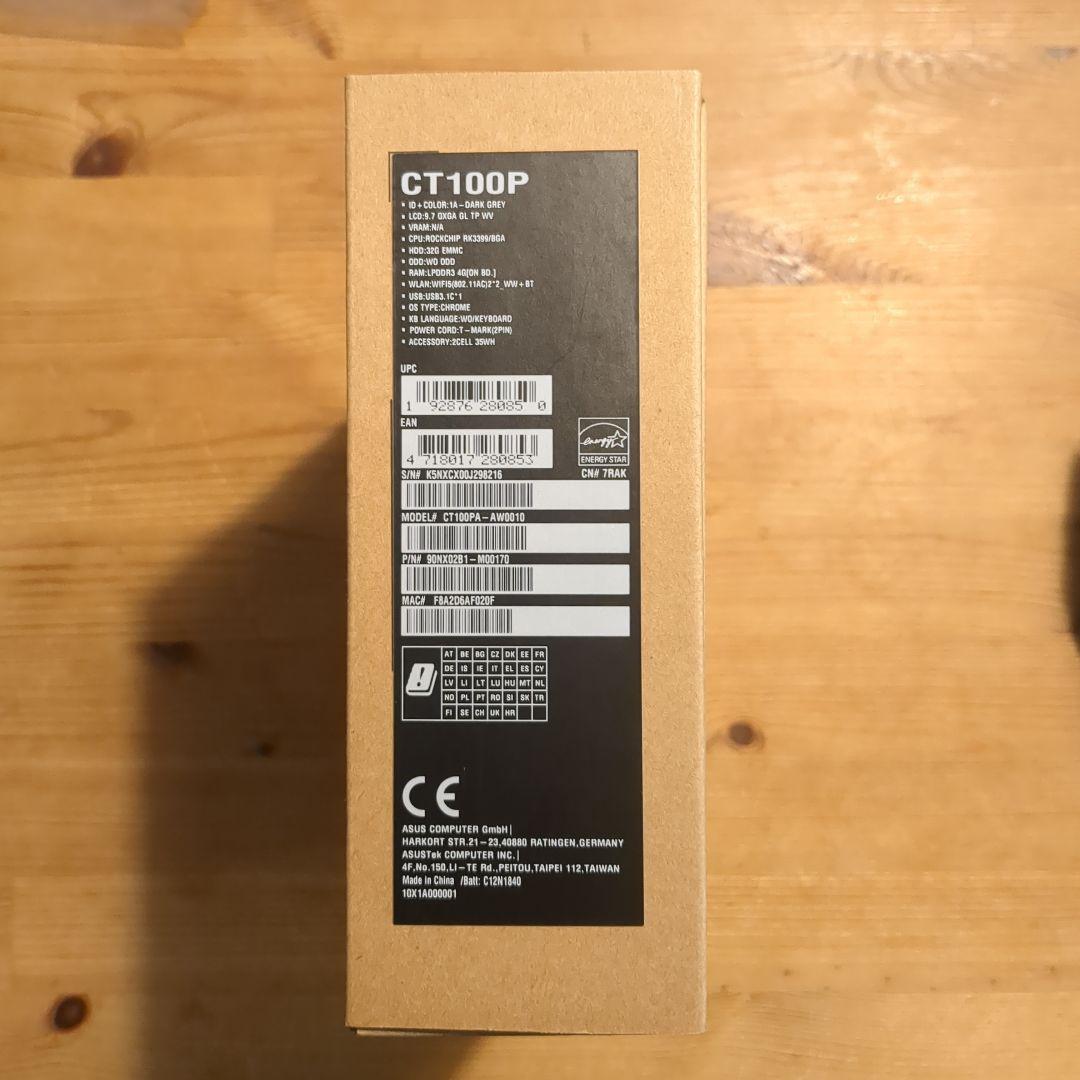 CT100P
▪ ID+COLOR:1A-DARK GREY
▪ LCD:9.7 QXGA GL TP WV
▪ VRAM:N/A
▪ CPU:ROCKCHIP RK3399/BGA
▪ HDD:32G EMMC
▪ ODD:WO ODD
▪ RAM:LPDDR3 4G[ON BD.]
▪ WLAN:WIFI5(802.11AC)2*2_WW+BT
▪ USB:USB3.1C*1
▪ OS TYPE:CHROME
▪ KB LANGUAGE:WO/KEYBOARD
▪ POWER CORD:T-MARK(2PIN)
▪ ACCESSORY:2CELL 35WH
UPC
1 92876 28085 0
EAN
4 718017 280853
energy
ENERGY STAR
S/N# K5NXCX00J298216
CN# 7RAK
MODEL# CT100PA-AW0010
P/N# 90NX02B1-M00170
MAC# F8A2D6AF020F
AT BE BG CZ DK EE FR
DE IS IE IT EL ES CY
LV LI LT LU HU MT NL
NO PL PT RO SI SK TR
FI SE CH UK HR
CE
ASUS COMPUTER GmbH|
HARKORT STR.21-23,40880 RATINGEN,GERMANY
ASUSTek COMPUTER INC.|
4F,No.150,LI-TE Rd.,PEITOU,TAIPEI 112,TAIWAN
Made in China /Batt: C12N1840
10X1A000001